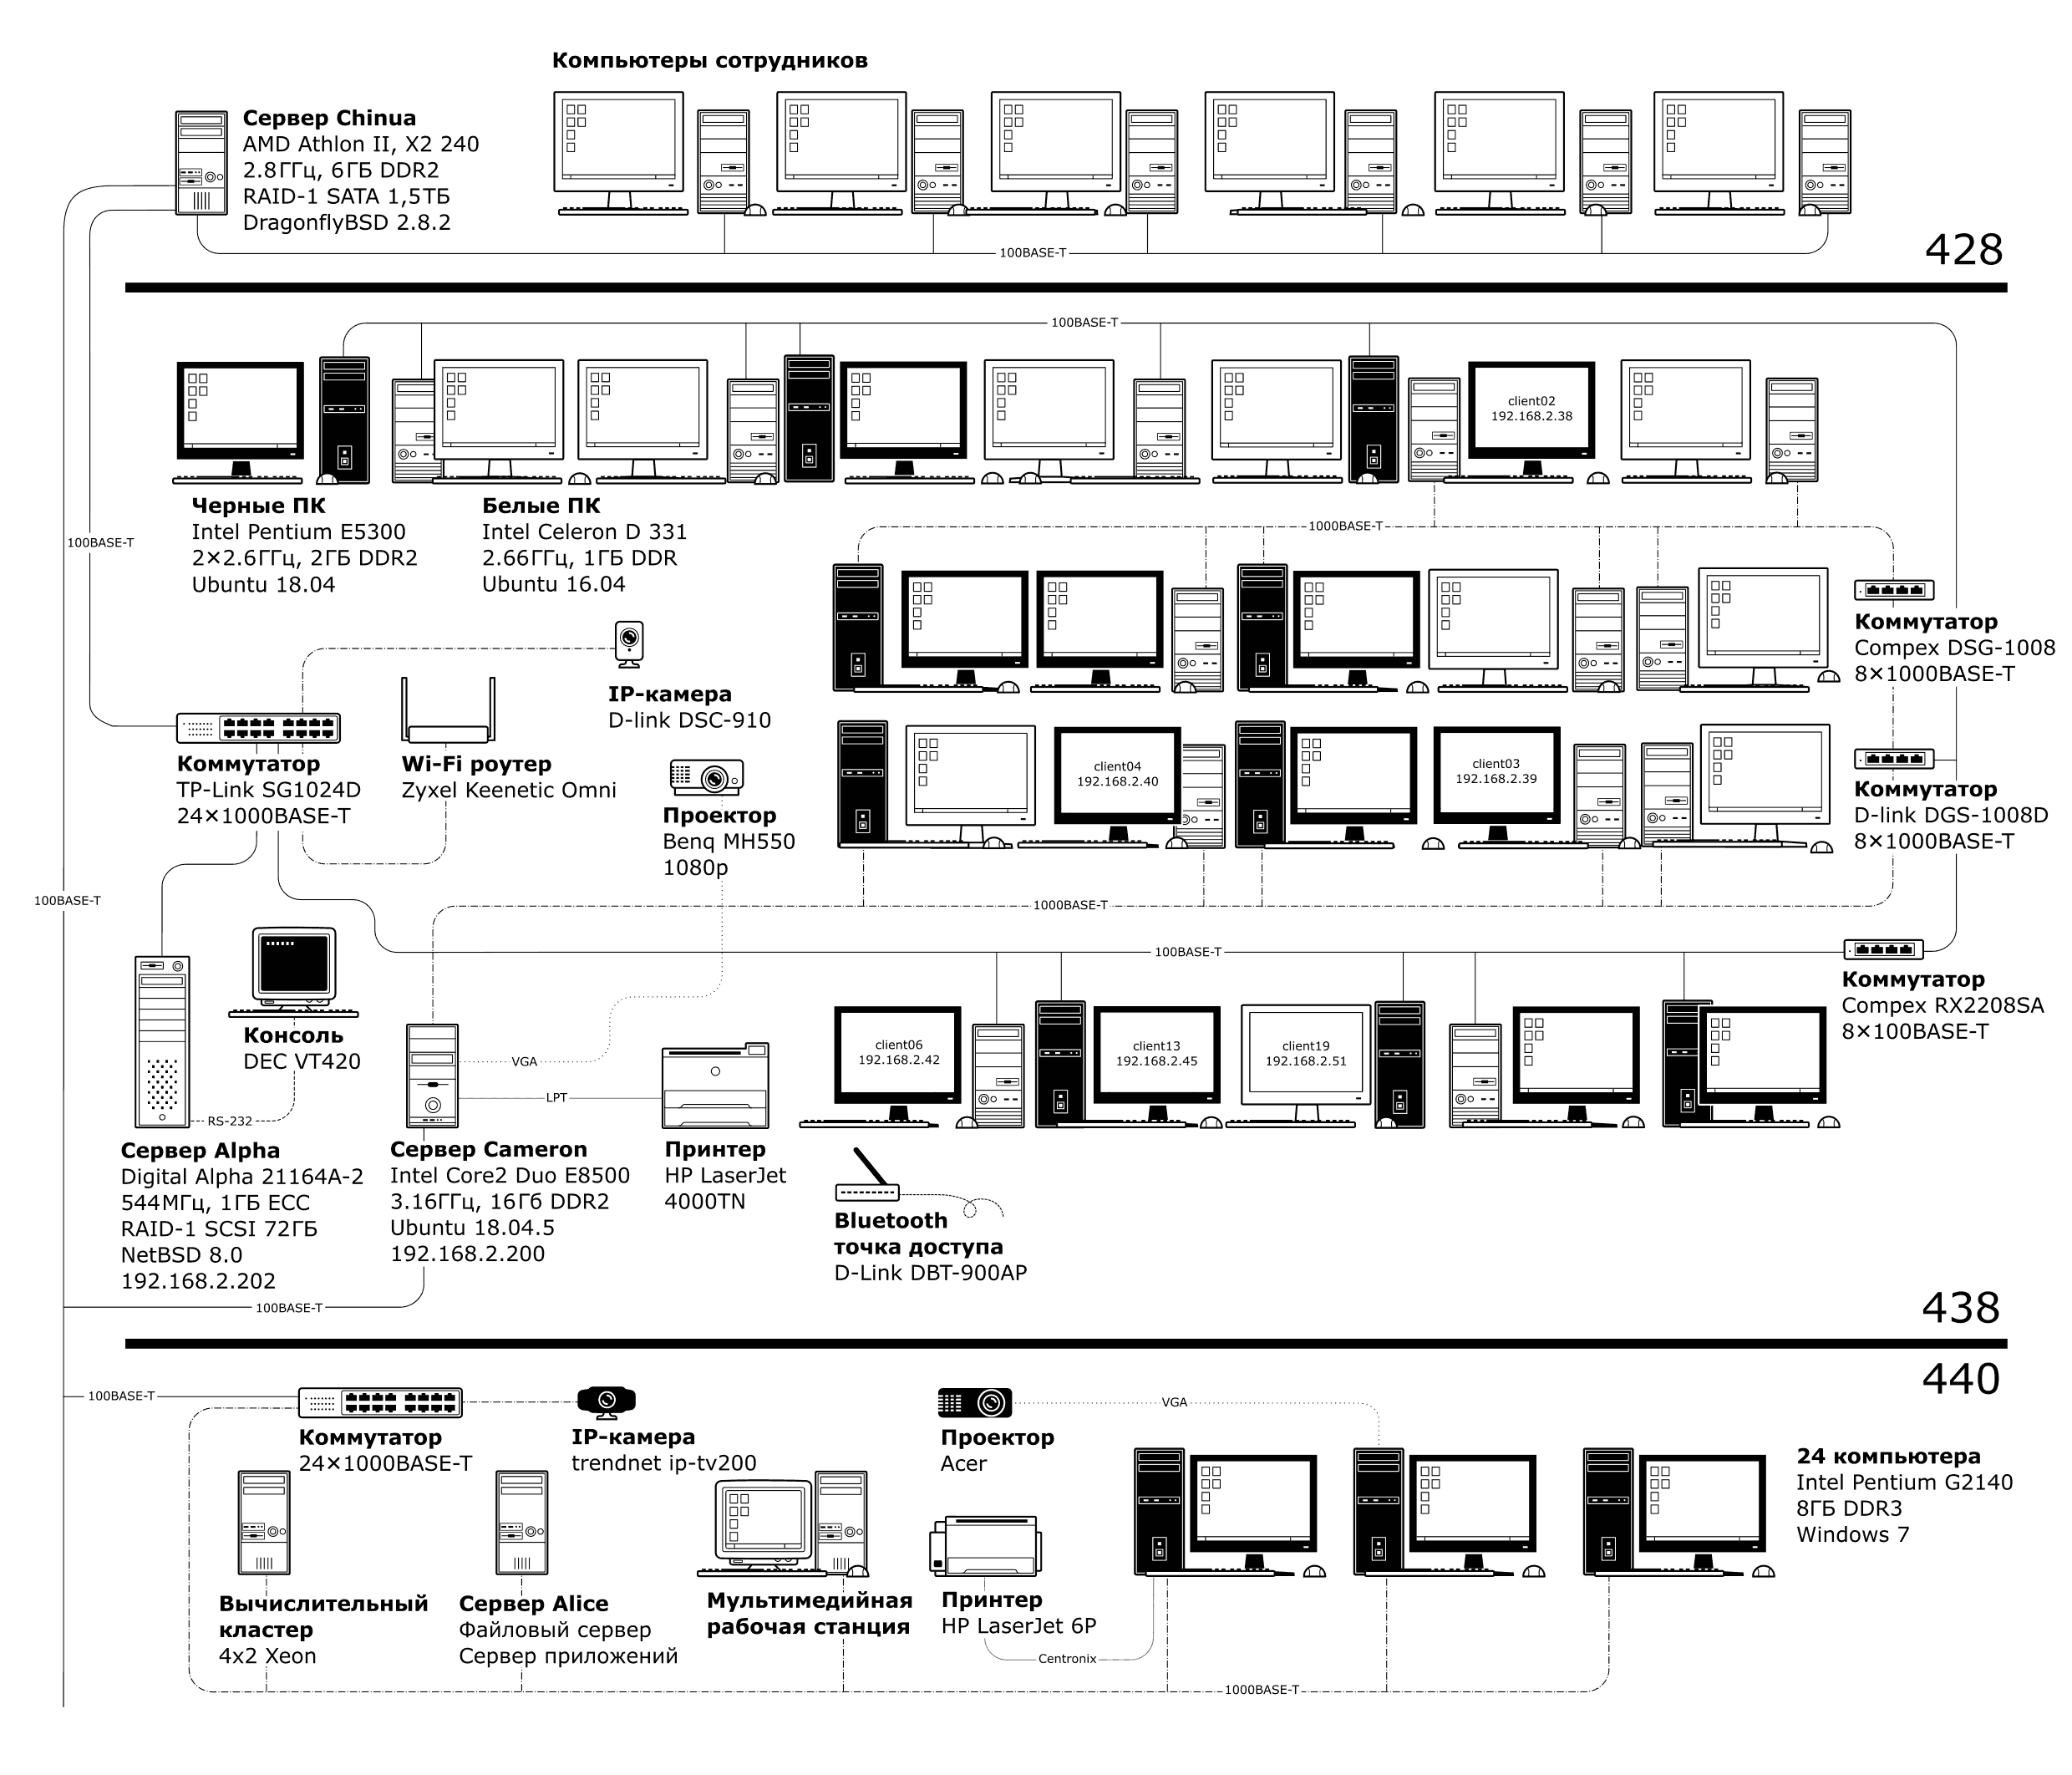 Компьютеры сотрудников
Сервер Chinua
AMD Athlon II, X2 240
2.8ГГц, 6ГБ DDR2
RAID-1 SATA 1,5ТБ
DragonflyBSD 2.8.2
100BASE-T
428
100BASE-T
client02
192.168.2.38
Черные ПК
Intel Pentium E5300
2×2.6ГГц, 2ГБ DDR2
Ubuntu 18.04
Белые ПК
Intel Celeron D 331
2.66ГГц, 1ГБ DDR
Ubuntu 16.04
1000BASE-T
100BASE-T
Коммутатор
Compex DSG-1008
8×1000BASE-T
IP-камера
D-link DSC-910
Коммутатор
TP-Link SG1024D
24×1000BASE-T
Wi-Fi роутер
Zyxel Keenetic Omni
Проектор
Benq MH550
1080p
client04
192.168.2.40
client03
192.168.2.39
Коммутатор
D-link DGS-1008D
8×1000BASE-T
100BASE-T
1000BASE-T
100BASE-T
Коммутатор
Compex RX2208SA
8×100BASE-T
Консоль
DEC VT420
RS-232
VGA
LPT
client06
192.168.2.42
client13
192.168.2.45
client19
192.168.2.51
Сервер Alpha
Digital Alpha 21164A-2
544МГц, 1ГБ ECC
RAID-1 SCSI 72ГБ
NetBSD 8.0
192.168.2.202
Сервер Cameron
Intel Core2 Duo E8500
3.16ГГц, 16Гб DDR2
Ubuntu 18.04.5
192.168.2.200
Принтер
HP LaserJet
4000TN
Bluetooth
точка доступа
D-Link DBT-900AP
100BASE-T
438
440
100BASE-T
Коммутатор
24×1000BASE-T
IP-камера
trendnet ip-tv200
Проектор
Acer
VGA
24 компьютера
Intel Pentium G2140
8ГБ DDR3
Windows 7
Вычислительный
кластер
4x2 Xeon
Сервер Alice
Файловый сервер
Сервер приложений
Мультимедийная
рабочая станция
Принтер
HP LaserJet 6P
Centronix
1000BASE-T